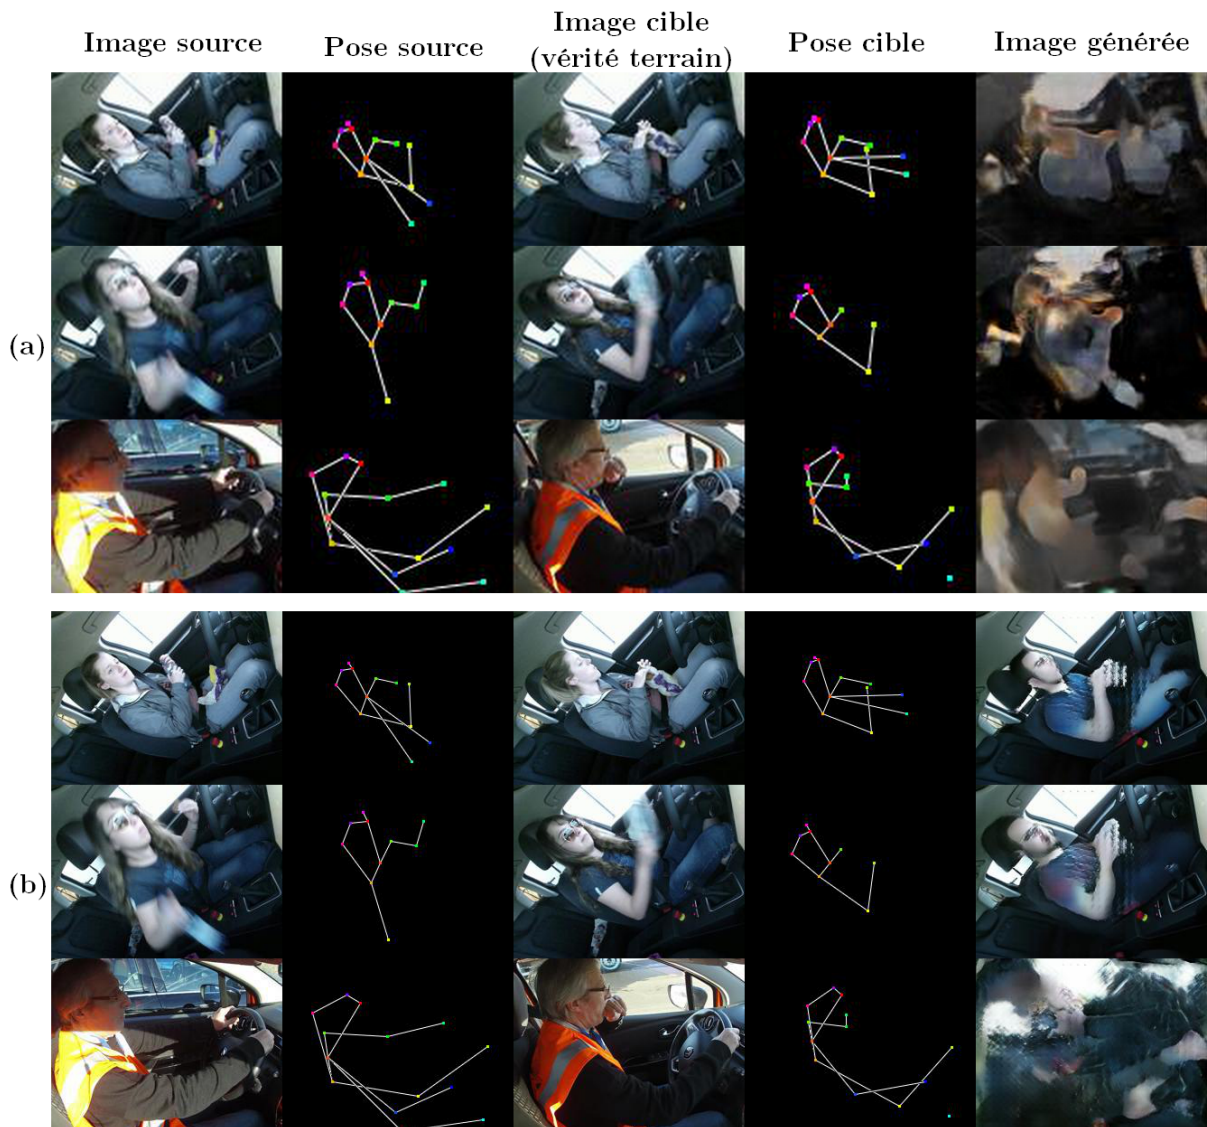 Image source
Pose source
Image cible
(vérité terrain)
Pose cible
Image générée
(a)
(b)